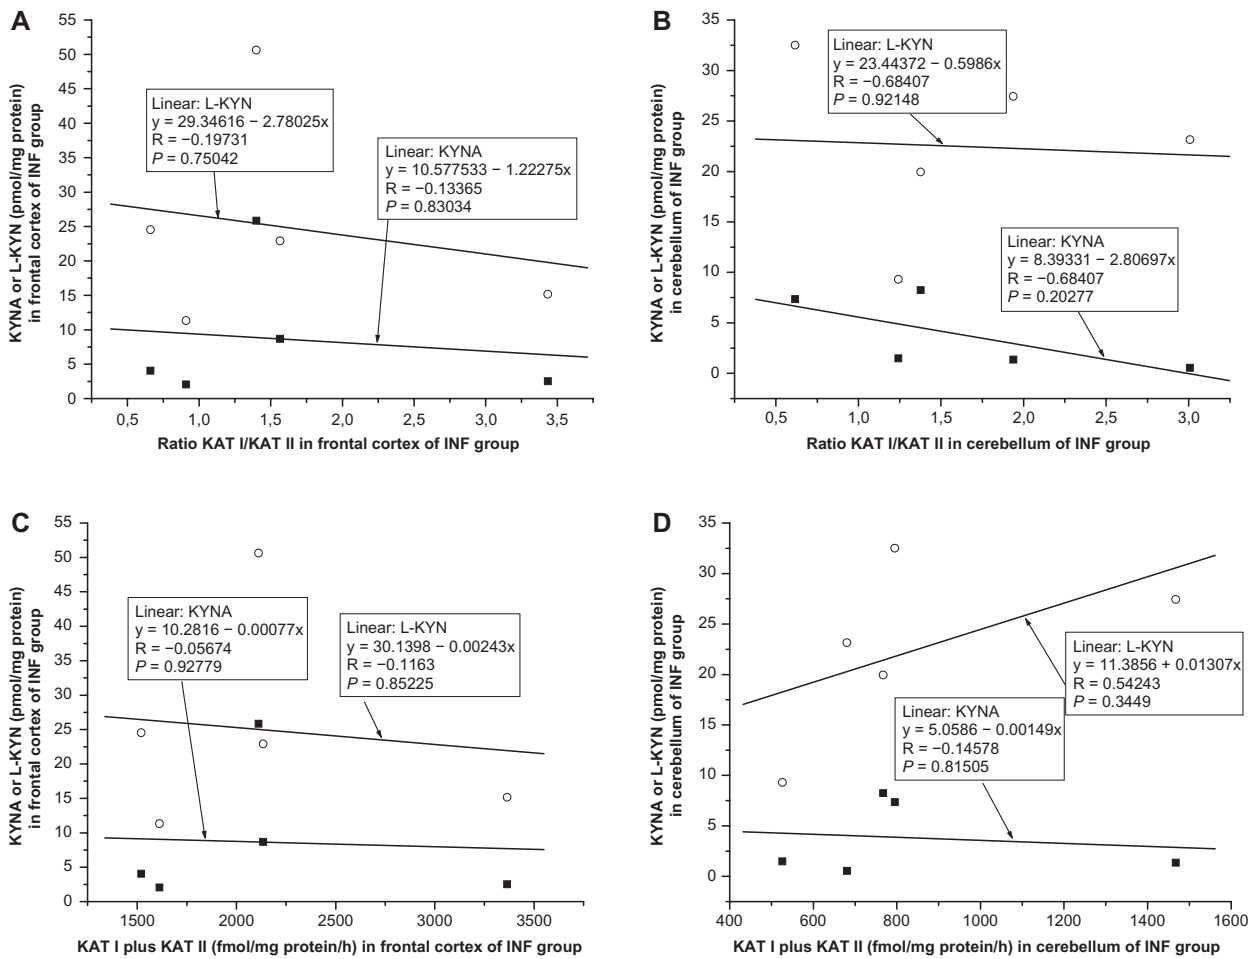 A
KYNA or L-KYN (pmol/mg protein)
in frontal cortex of INF group
55
50
45
40
35
30
25
20
15
10
5
0
Linear: L-KYN
y = 29.34616 − 2.78025x
R = −0.19731
P = 0.75042
Linear: KYNA
y = 10.577533 − 1.22275x
R = −0.13365
P = 0.83034
0,5 1,0 1,5 2,0 2,5 3,0 3,5
Ratio KAT I/KAT II in frontal cortex of INF group
B
KYNA or L-KYN (pmol/mg protein)
in cerebellum of INF group
35
30
25
20
15
10
5
0
Linear: L-KYN
y = 23.44372 − 0.5986x
R = −0.68407
P = 0.92148
Linear: KYNA
y = 8.39331 − 2.80697x
R = −0.68407
P = 0.20277
0,5 1,0 1,5 2,0 2,5 3,0
Ratio KAT I/KAT II in cerebellum of INF group
C
KYNA or L-KYN (pmol/mg protein)
in frontal cortex of INF group
55
50
45
40
35
30
25
20
15
10
5
0
Linear: KYNA
y = 10.2816 − 0.00077x
R = −0.05674
P = 0.92779
Linear: L-KYN
y = 30.1398 − 0.00243x
R = −0.1163
P = 0.85225
1500 2000 2500 3000 3500
KAT I plus KAT II (fmol/mg protein/h) in frontal cortex of INF group
D
KYNA or L-KYN (pmol/mg protein)
in cerebellum of INF group
35
30
25
20
15
10
5
0
Linear: L-KYN
y = 11.3856 + 0.01307x
R = 0.54243
P = 0.3449
Linear: KYNA
y = 5.0586 − 0.00149x
R = −0.14578
P = 0.81505
400 600 800 1000 1200 1400 1600
KAT I plus KAT II (fmol/mg protein/h) in cerebellum of INF group